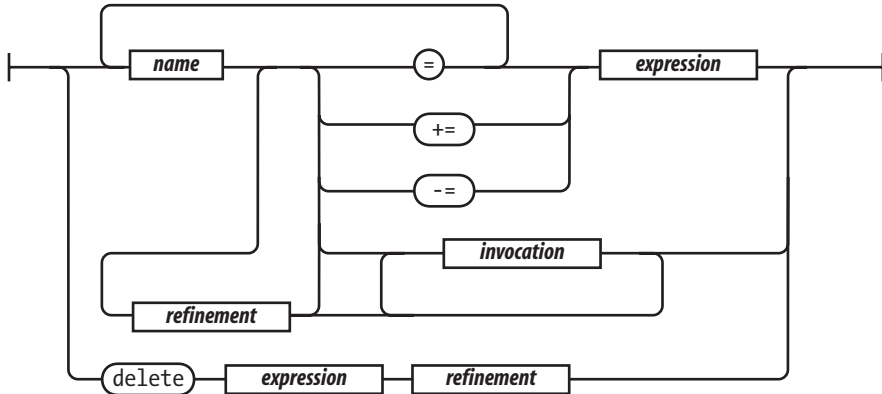 name = expression
+=
-=
invocation
refinement
delete expression refinement